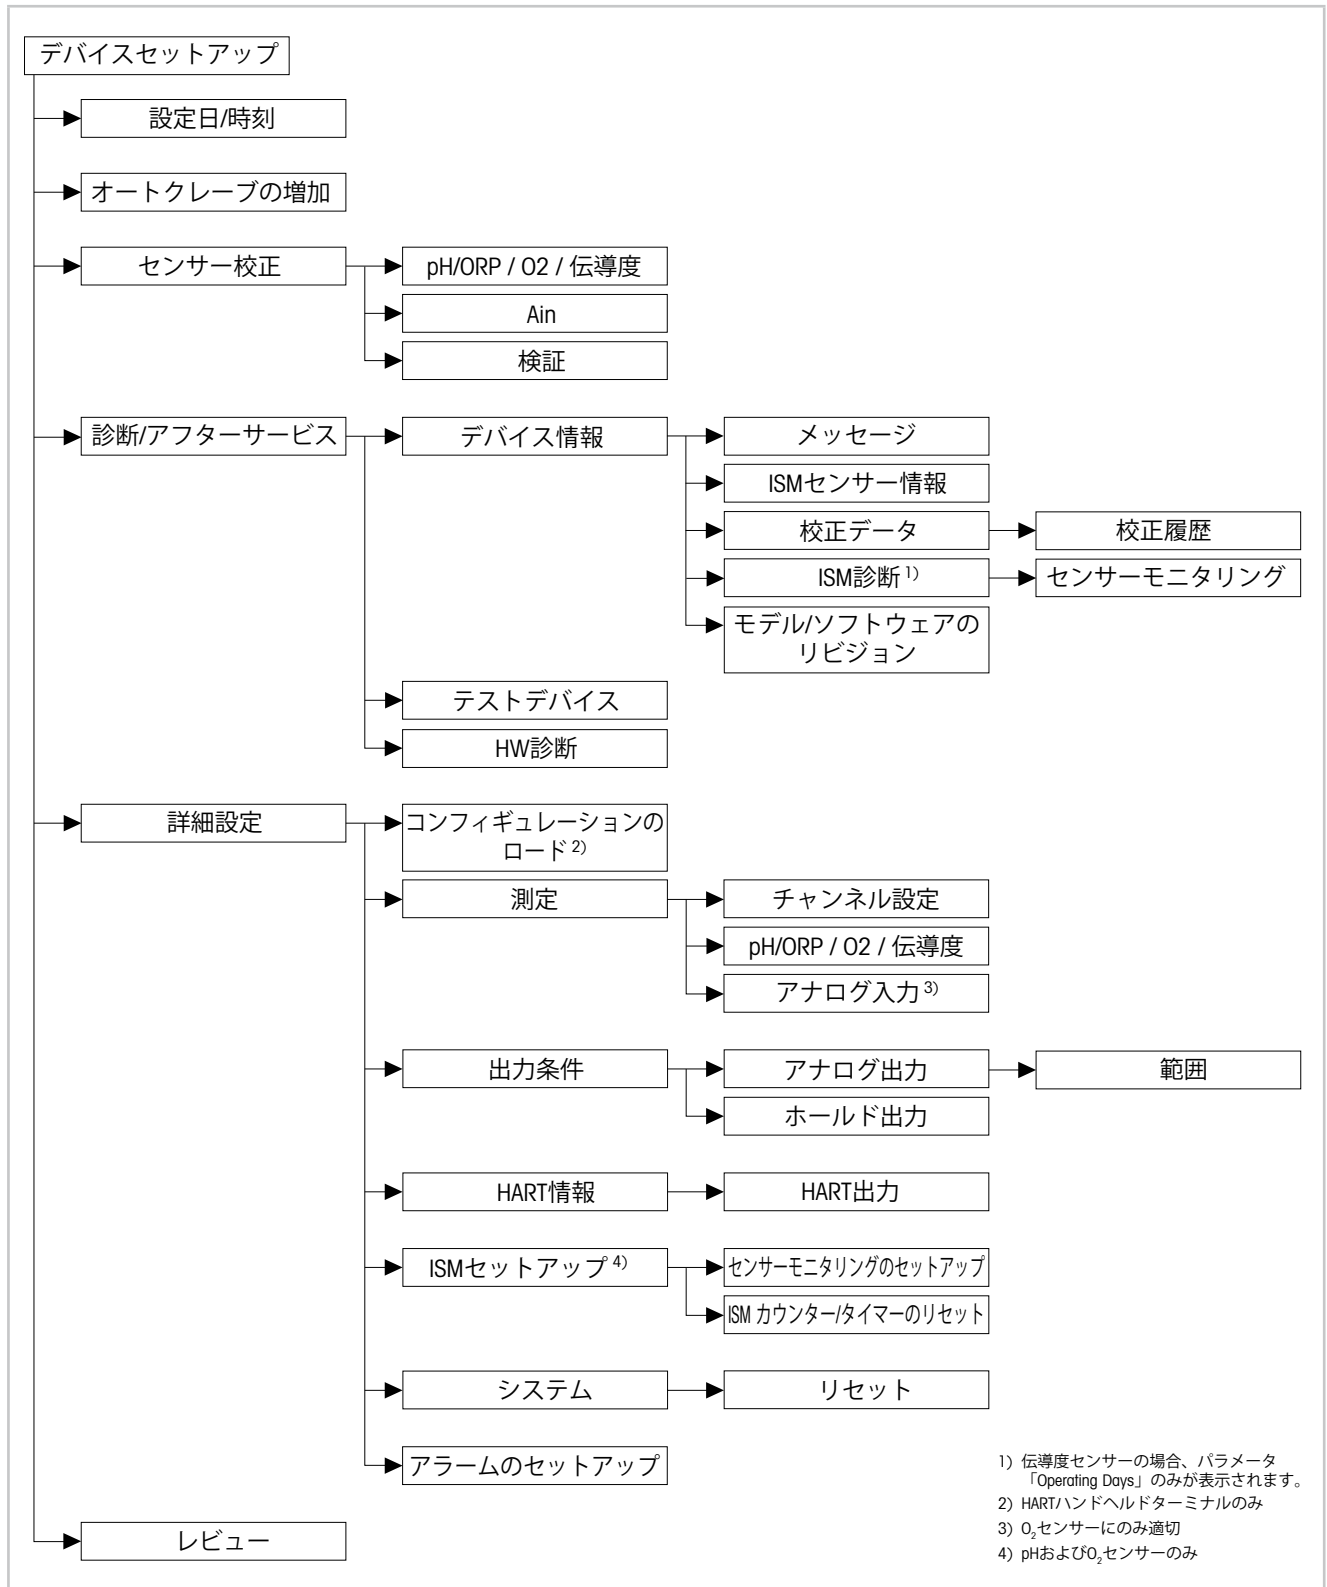 デバイスセットアップ
設定日/時刻
オートクレーブの増加
センサー校正
pH/ORP / O2 / 伝導度
Ain
検証
診断/アフターサービス
デバイス情報
メッセージ
ISMセンサー情報
校正データ
校正履歴
ISM診断 1)
センサーモニタリング
モデル/ソフトウェアの
リビジョン
テストデバイス
HW診断
詳細設定
コンフィギュレーションの
ロード 2)
測定
チャンネル設定
pH/ORP / O2 / 伝導度
アナログ入力 3)
出力条件
アナログ出力
範囲
ホールド出力
HART情報
HART出力
ISMセットアップ 4)
センサーモニタリングのセットアップ
ISM カウンター/タイマーのリセット
システム
リセット
アラームのセットアップ
レビュー
1) 伝導度センサーの場合、パラメータ
「Operating Days」のみが表示されます。
2) HARTハンドヘルドターミナルのみ
3) O2センサーにのみ適切
4) pHおよびO2センサーのみ